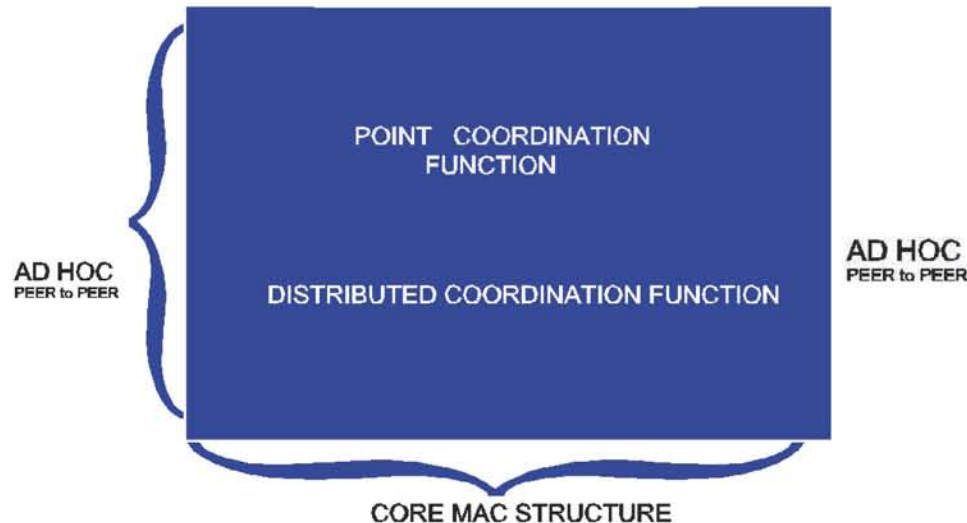 POINT COORDINATION
FUNCTION
AD HOC
PEER to PEER
DISTRIBUTED COORDINATION FUNCTION
AD HOC
PEER to PEER
CORE MAC STRUCTURE